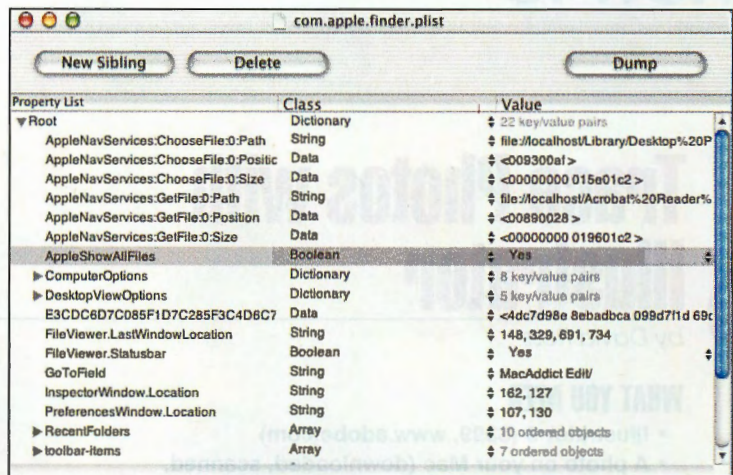 com.apple.finder.plist
New Sibling Delete Dump
Property List Class Value
Root Dictionary 22 key/value pairs
AppleNavServices:ChooseFile:0:Path String file://localhost/Library/Desktop%20P
AppleNavServices:ChooseFile:0:Positic Data <009300af>
AppleNavServices:ChooseFile:0:Size Data <00000000 019601c2>
AppleNavServices:GetFile:0:Path String file://localhost/Acrobat%20Reader%
AppleNavServices:GetFile:0:Position Data <00890028>
AppleNavServices:GetFile:0:Size Data <00000000 019601c2>
AppleShowAllFiles Boolean Yes
ComputerOptions Dictionary 8 key/value pairs
DesktopViewOptions Dictionary 5 key/value pairs
E3CDC6D7C085F1D7C285F3C4D6C7 Data <4dc7d98e 8ebadbca 099d7f1d 69c
FileViewer.LastWindowLocation String 148, 329, 691, 734
FileViewer.Statusbar Boolean Yes
GoToField String MacAddict Edit/
InspectorWindow.Location String 162, 127
PreferencesWindow.Location String 107, 130
RecentFolders Array 10 ordered objects
toolbar-items Array 7 ordered objects